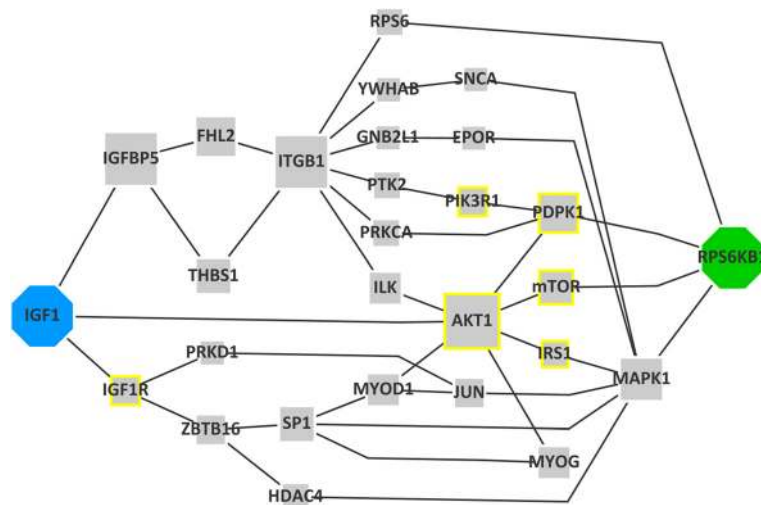 RPS6
YWHAB
SNCA
FHL2
GNB2L1
EPOR
IGFBP5
ITGB1
PTK2
PIK3R1
PDPK1
PRKCA
THBS1
RPS6KB1
ILK
mTOR
IGF1
AKT1
PRKD1
IRS1
IGF1R
MYOD1
JUN
MAPK1
ZBTB16
SP1
MYOG
HDAC4